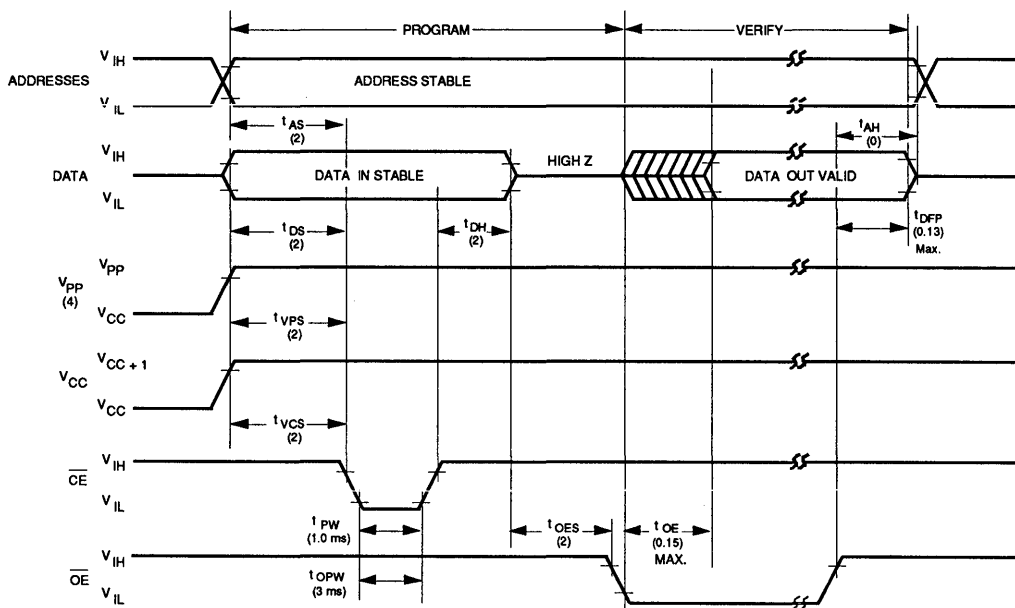 PROGRAM VERIFY
V IH
ADDRESSES ADDRESS STABLE
V IL
t AS
(2)
t AH
(0)
V IH
DATA DATA IN STABLE HIGH Z DATA OUT VALID
V IL
t DS
(2)
t DH
(2)
t DFP
(0.13)
Max.
V PP
V PP
(4)
V CC
t VPS
(2)
V CC + 1
V CC
V CC
t VCS
(2)
V IH
CE
V IL
t PW
(1.0 ms)
t OES
(2)
t OE
(0.15)
MAX.
V IH
OE
V IL
t OPW
(3 ms)